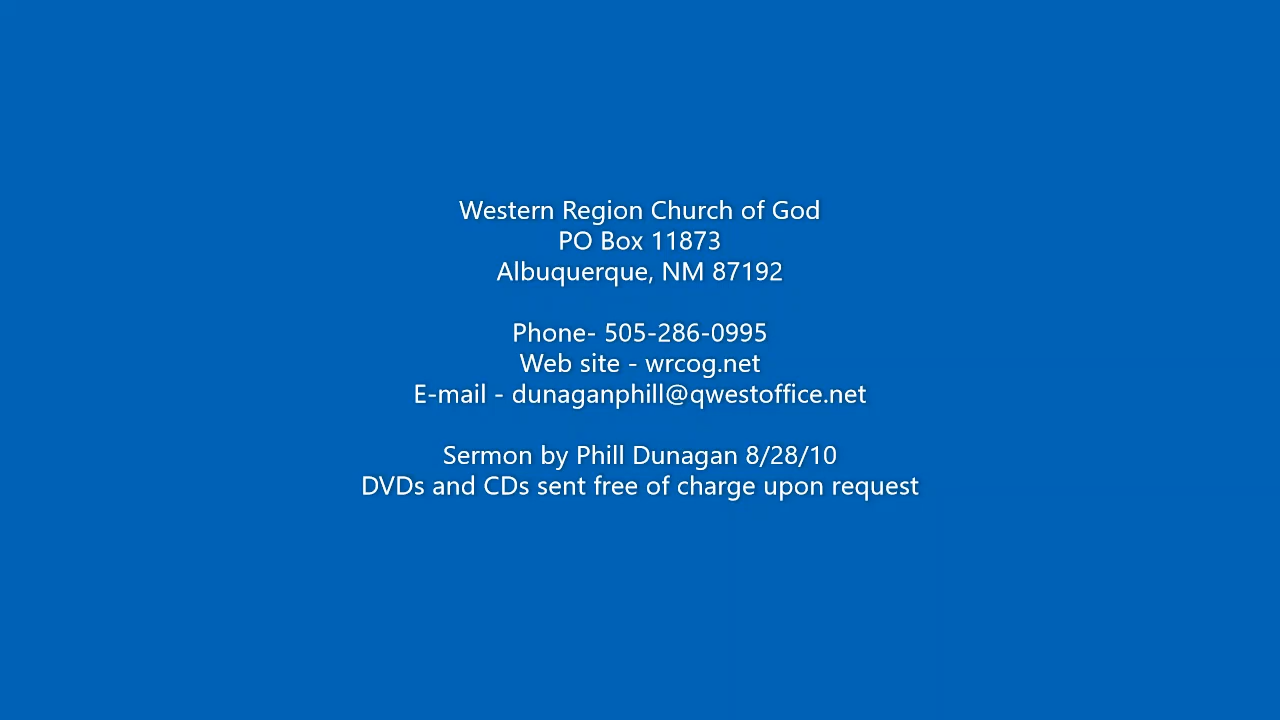 Western Region Church of God
PO Box 11873
Albuquerque, NM 87192
Phone- 505-286-0995
Web site - wrcog.net
E-mail - dunaganphill@qwestoffice.net
Sermon by Phill Dunagan 8/28/10
DVDs and CDs sent free of charge upon request